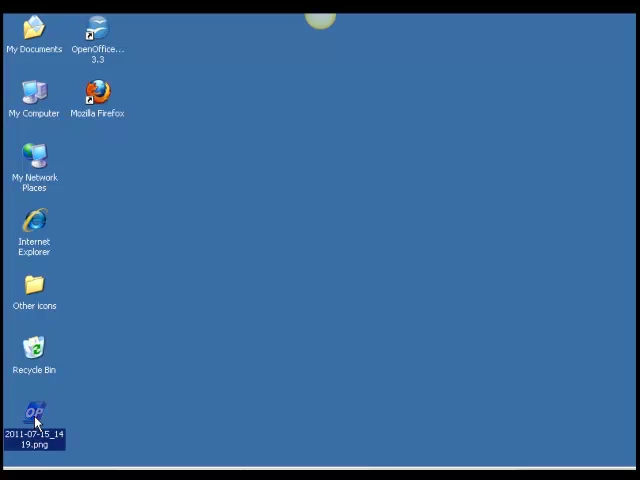 My Documents
OpenOffice...
3.3
My Computer
Mozilla Firefox
My Network
Places
Internet
Explorer
Other icons
Recycle Bin
OP
2011-07-15_14
19.png